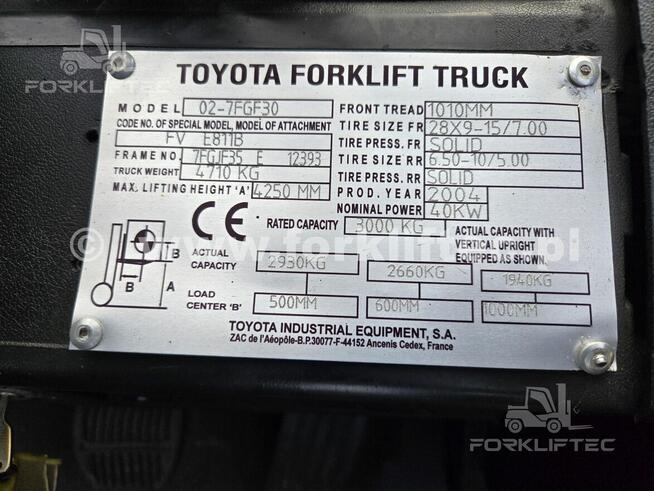 TOYOTA FORKLIFT TRUCK
MODEL 02-7FGF30
CODE NO. OF SPECIAL MODEL, MODEL OF ATTACHMENT
FV E811B
FRAME NO. 7FGJF35 E 12393
TRUCK WEIGHT 4710 KG
MAX. LIFTING HEIGHT 'A' 4250 MM
FRONT TREAD 1010MM
TIRE SIZE FR 28X9-15/7.00
TIRE PRESS. FR SOLID
TIRE SIZE RR 6.50-10/5.00
TIRE PRESS. RR SOLID
PROD. YEAR 2004
NOMINAL POWER 40KW
CE RATED CAPACITY 3000 KG
ACTUAL CAPACITY WITH
VERTICAL UPRIGHT
EQUIPPED AS SHOWN.
B
B
A
ACTUAL
CAPACITY 2930KG 2660KG 1940KG
LOAD
CENTER 'B' 500MM 600MM 1000MM
TOYOTA INDUSTRIAL EQUIPMENT, S.A.
ZAC de l'Aéopôle-B.P.30077-F-44152 Ancenis Cedex, France
© www.forkliftec.pl
FORKLIFTEC
FORKLIFTEC